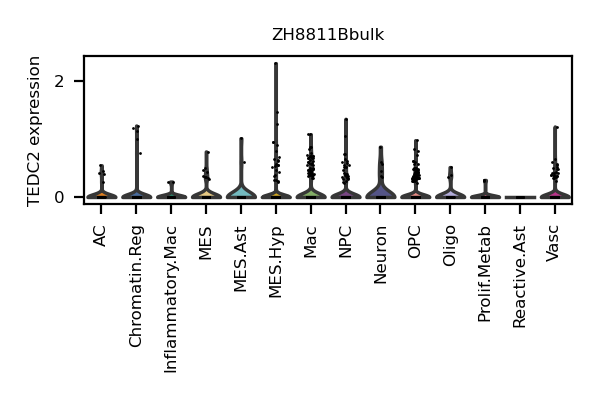 ZH8811Bbulk
TEDC2 expression
2
0
AC
Chromatin.Reg
Inflammatory.Mac
MES
MES.Ast
MES.Hyp
Mac
NPC
Neuron
OPC
Oligo
Prolif.Metab
Reactive.Ast
Vasc